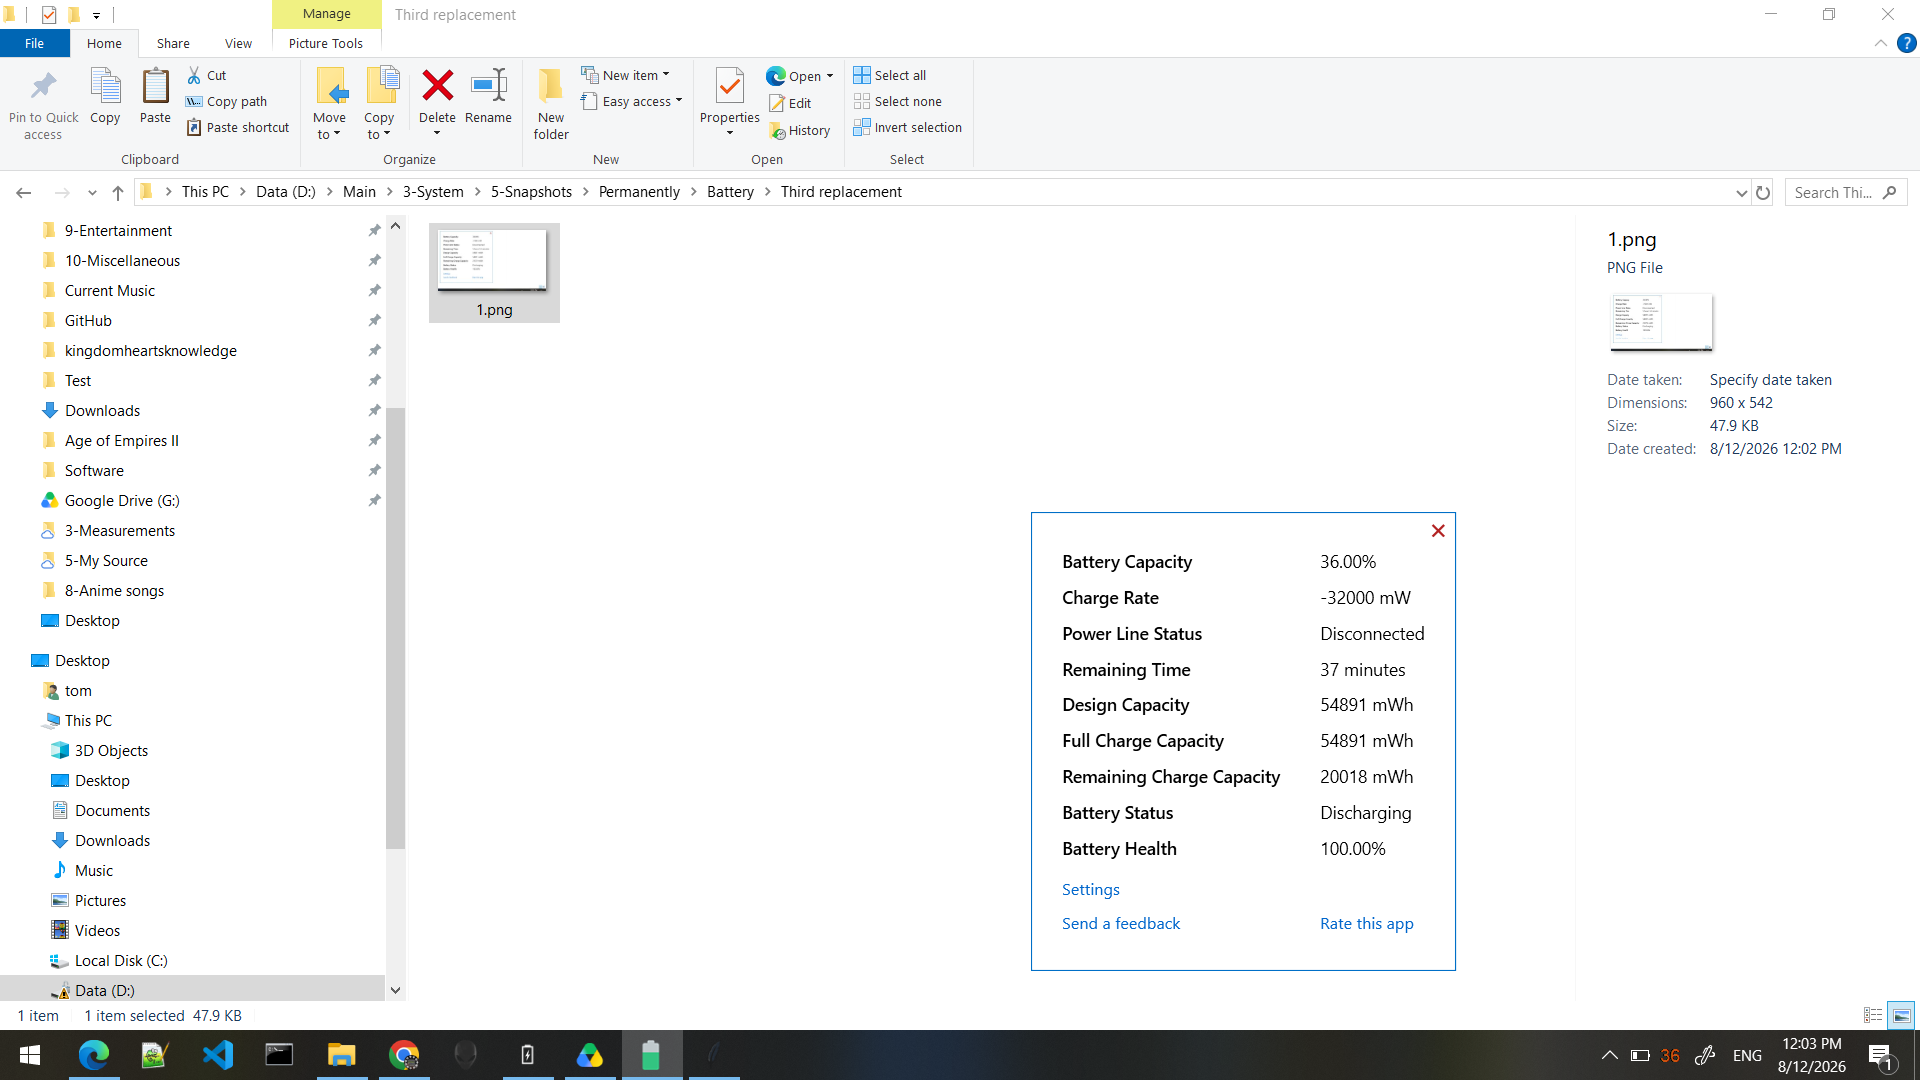 Manage
Third replacement
File
Home
Share
View
Picture Tools
Pin to Quick access
Copy
Paste
Cut
Copy path
Paste shortcut
Clipboard
Move to
Copy to
Delete
Rename
Organize
New folder
New item
Easy access
New
Properties
Open
Edit
History
Open
Select all
Select none
Invert selection
Select
This PC
Data (D:)
Main
3-System
5-Snapshots
Permanently
Battery
Third replacement
Search Thi...
9-Entertainment
10-Miscellaneous
Current Music
GitHub
kingdomheartsknowledge
Test
Downloads
Age of Empires II
Software
Google Drive (G:)
3-Measurements
5-My Source
8-Anime songs
Desktop
Desktop
tom
This PC
3D Objects
Desktop
Documents
Downloads
Music
Pictures
Videos
Local Disk (C:)
Data (D:)
1.png
1.png
PNG File
Date taken: Specify date taken
Dimensions: 960 x 542
Size: 47.9 KB
Date created: 8/12/2026 12:02 PM
Battery Capacity 36.00%
Charge Rate -32000 mW
Power Line Status Disconnected
Remaining Time 37 minutes
Design Capacity 54891 mWh
Full Charge Capacity 54891 mWh
Remaining Charge Capacity 20018 mWh
Battery Status Discharging
Battery Health 100.00%
Settings
Send a feedback Rate this app
1 item 1 item selected 47.9 KB
36
ENG
12:03 PM
8/12/2026
1